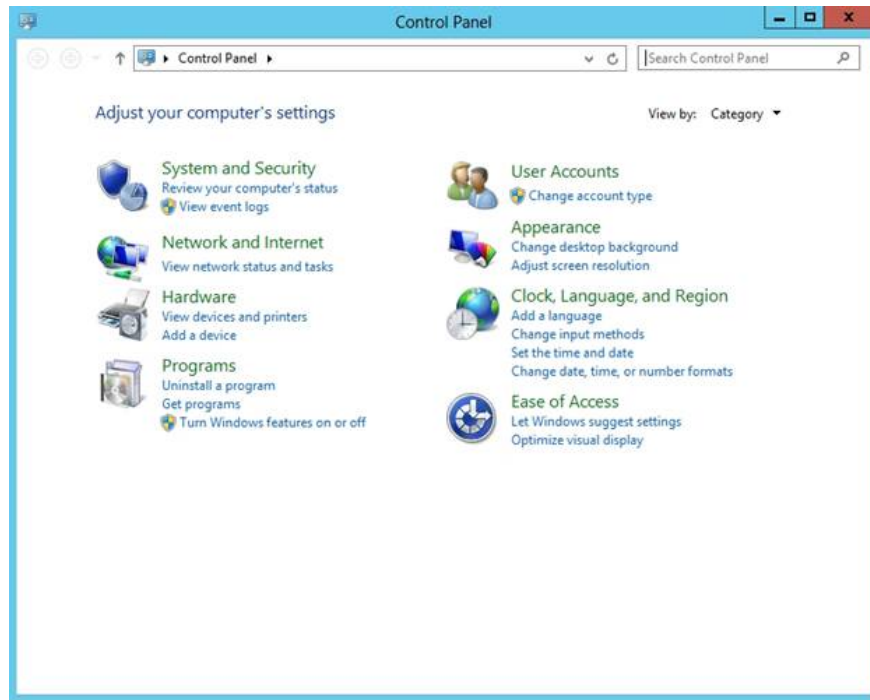 Control Panel
Control Panel
Search Control Panel
Adjust your computer's settings
View by: Category
System and Security
Review your computer's status
View event logs
Network and Internet
View network status and tasks
Hardware
View devices and printers
Add a device
Programs
Uninstall a program
Get programs
Turn Windows features on or off
User Accounts
Change account type
Appearance
Change desktop background
Adjust screen resolution
Clock, Language, and Region
Add a language
Change input methods
Set the time and date
Change date, time, or number formats
Ease of Access
Let Windows suggest settings
Optimize visual display